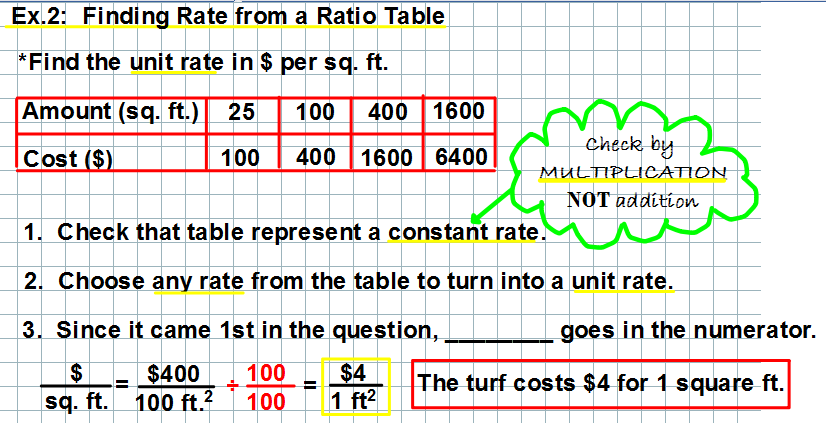 Ex.2: Finding Rate from a Ratio Table
*Find the unit rate in $ per sq. ft.
Amount (sq. ft.) 25 100 400 1600
Cost ($) 100 400 1600 6400
Check by
MULTIPLICATION
NOT addition
1. Check that table represent a constant rate.
2. Choose any rate from the table to turn into a unit rate.
3. Since it came 1st in the question, ________ goes in the numerator.
$ $400 100 $4
= ÷ =
sq. ft. 100 ft.² 100 1 ft²
The turf costs $4 for 1 square ft.